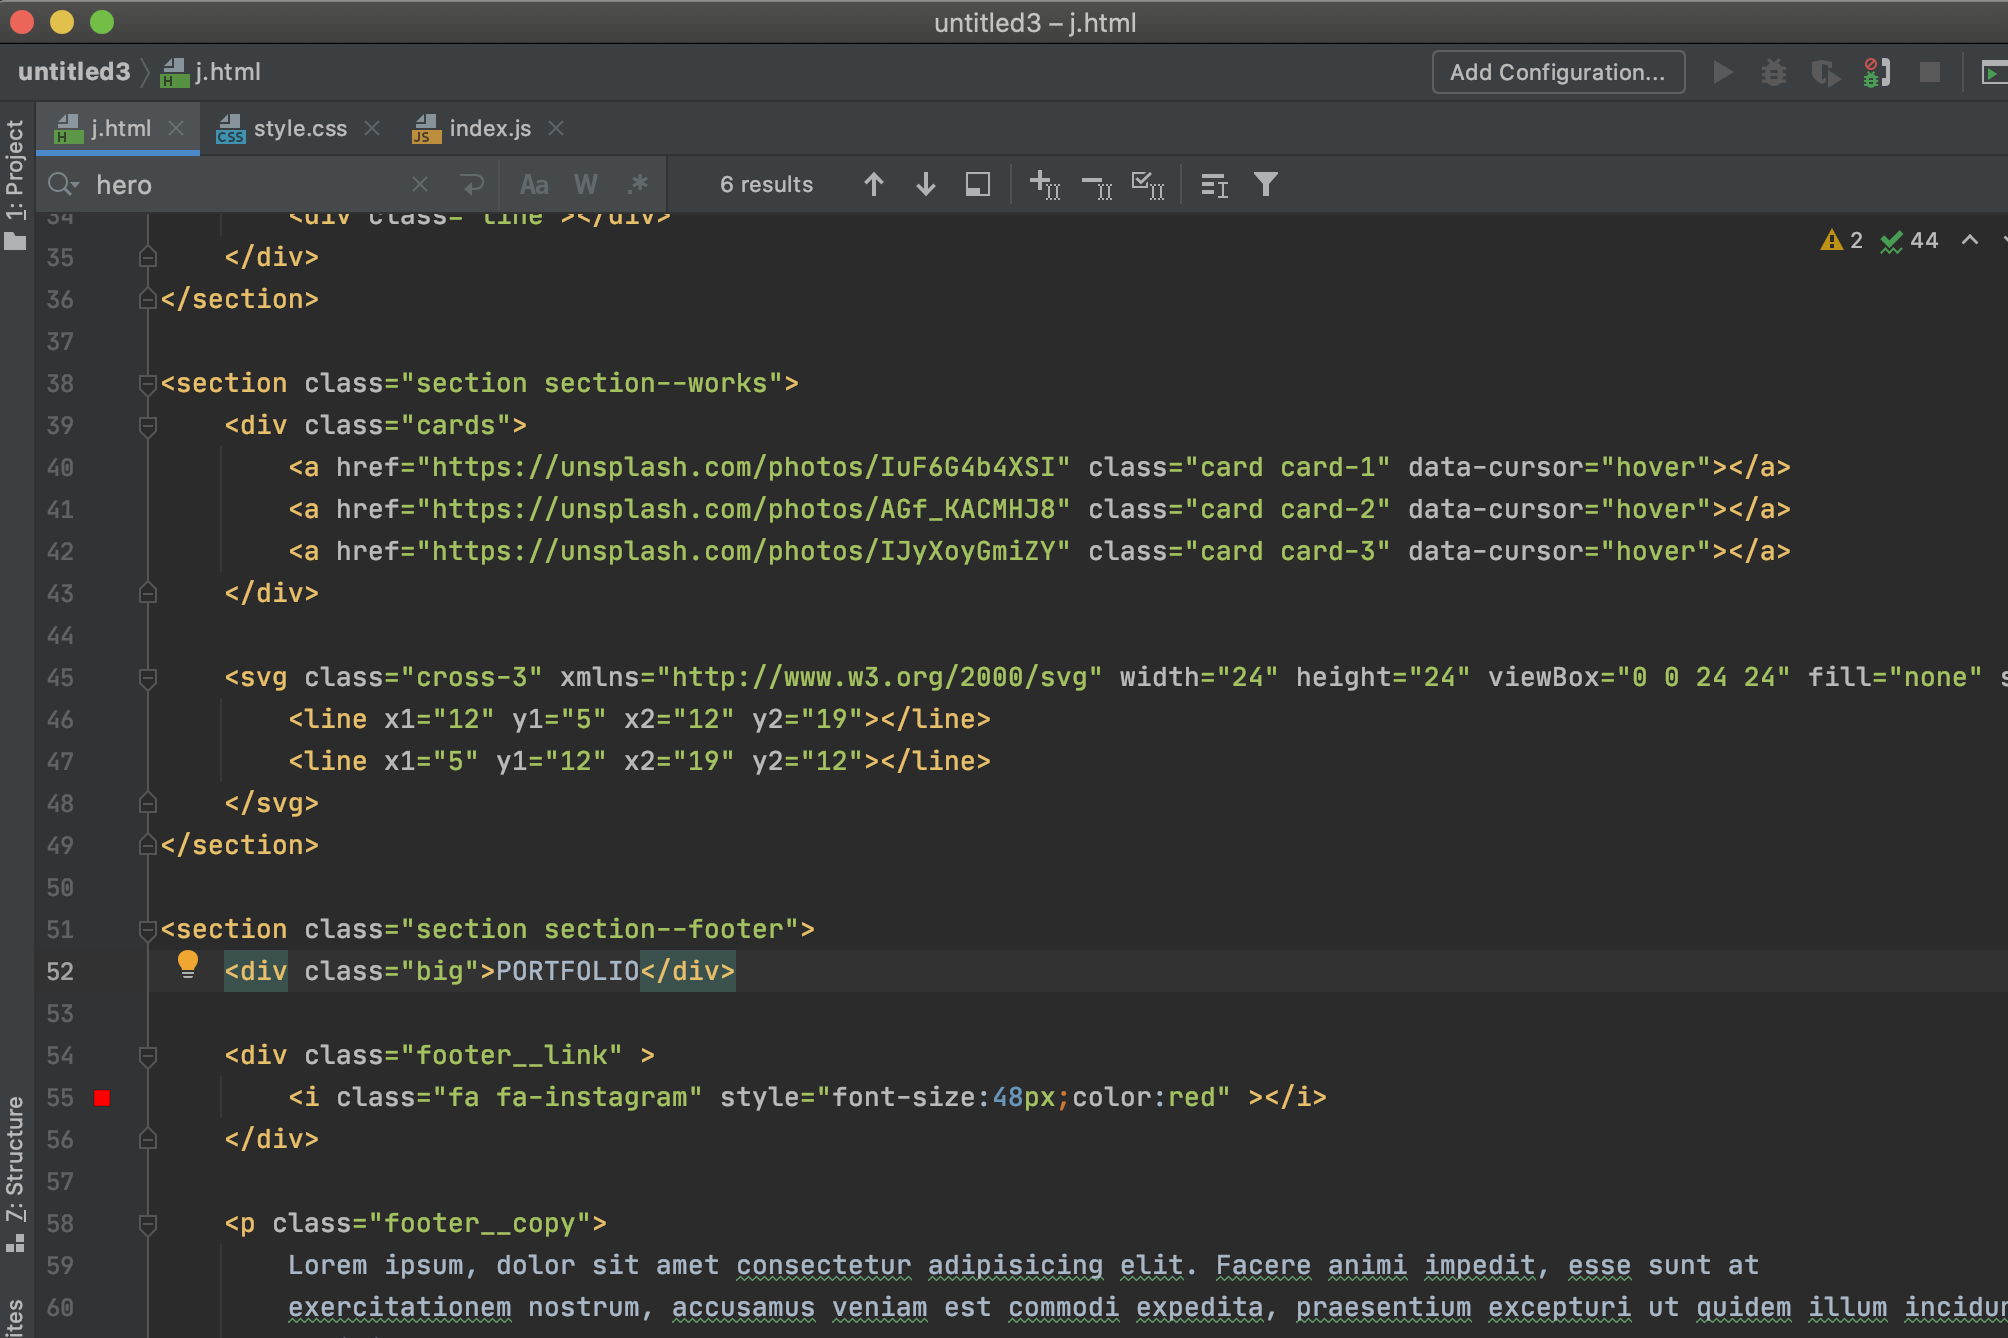 untitled3 – j.html
untitled3 j.html Add Configuration...
j.html style.css index.js
hero Aa W .* 6 results
1: Project
2 44
34 <div class="line"></div>
35 </div>
36 </section>
37
38 <section class="section section--works">
39 <div class="cards">
40 <a href="https://unsplash.com/photos/IuF6G4b4XSI" class="card card-1" data-cursor="hover"></a>
41 <a href="https://unsplash.com/photos/AGf_KACMHJ8" class="card card-2" data-cursor="hover"></a>
42 <a href="https://unsplash.com/photos/IJyXoyGmiZY" class="card card-3" data-cursor="hover"></a>
43 </div>
44
45 <svg class="cross-3" xmlns="http://www.w3.org/2000/svg" width="24" height="24" viewBox="0 0 24 24" fill="none" s
46 <line x1="12" y1="5" x2="12" y2="19"></line>
47 <line x1="5" y1="12" x2="19" y2="12"></line>
48 </svg>
49 </section>
50
51 <section class="section section--footer">
52 <div class="big">PORTFOLIO</div>
53
54 <div class="footer__link" >
55 <i class="fa fa-instagram" style="font-size:48px;color:red" ></i>
56 </div>
57
58 <p class="footer__copy">
59 Lorem ipsum, dolor sit amet consectetur adipisicing elit. Facere animi impedit, esse sunt at
60 exercitationem nostrum, accusamus veniam est commodi expedita, praesentium excepturi ut quidem illum incidun
Z: Structure
ites